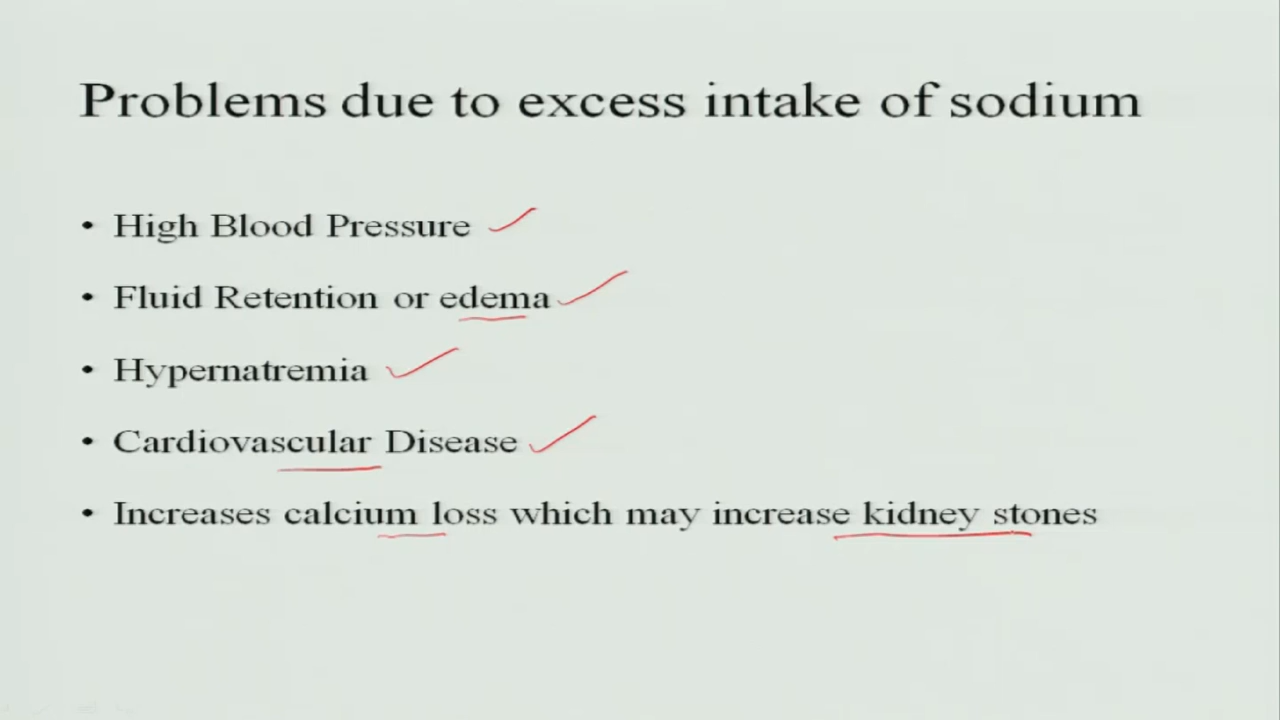 Problems due to excess intake of sodium
• High Blood Pressure
• Fluid Retention or edema
• Hypernatremia
• Cardiovascular Disease
• Increases calcium loss which may increase kidney stones